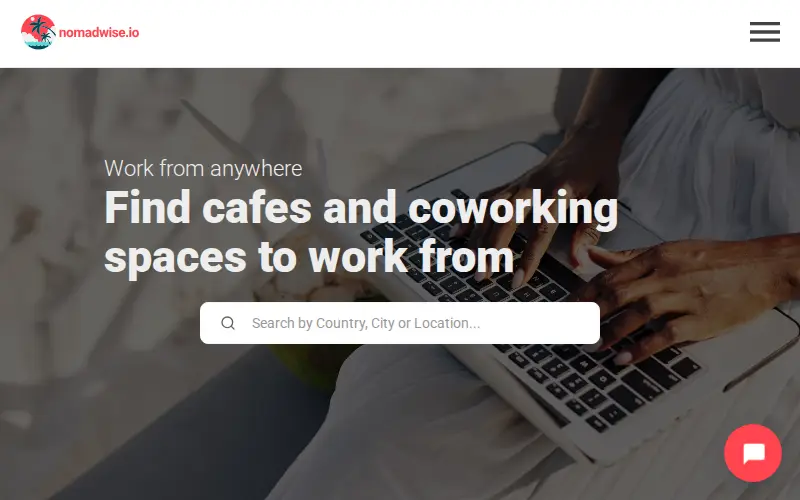 nomadwise.io
Work from anywhere
Find cafes and coworking
spaces to work from
Search by Country, City or Location...